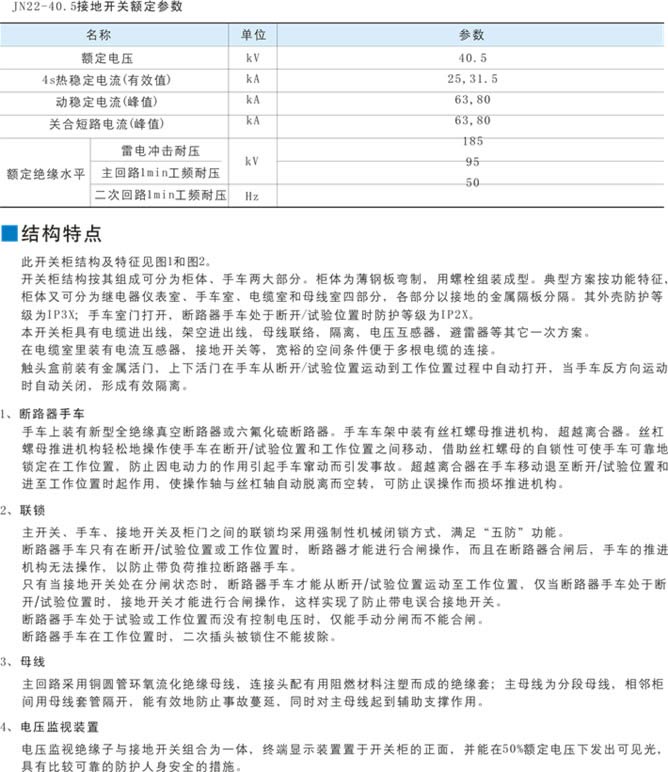 JN22-40.5接地开关额定参数
名称 单位 参数
额定电压 kV 40.5
4s热稳定电流(有效值) kA 25,31.5
动稳定电流(峰值) kA 63,80
关合短路电流(峰值) kA 63,80
额定绝缘水平 雷电冲击耐压 kV 185
主回路1min工频耐压 95
二次回路1min工频耐压 Hz 50
结构特点
此开关柜结构及特征见图1和图2。
开关柜结构按其组成可分为柜体、手车两大部分。柜体为薄钢板弯制，用螺栓组装成型。典型方案按功能特征，
柜体又可分为继电器仪表室、手车室、电缆室和母线室四部分，各部分以接地的金属隔板分隔。其外壳防护等
级为IP3X；手车室门打开，断路器手车处于断开/试验位置时防护等级为IP2X。
本开关柜具有电缆进出线，架空进出线，母线联络，隔离，电压互感器，避雷器等其它一次方案。
在电缆室里装有电流互感器，接地开关等，宽裕的空间条件便于多根电缆的连接。
触头盒前装有金属活门，上下活门在手车从断开/试验位置运动到工作位置过程中自动打开，当手车反方向运动
时自动关闭，形成有效隔离。
1、断路器手车
手车上装有新型全绝缘真空断路器或六氟化硫断路器。手车车架中装有丝杠螺母推进机构，超越离合器。丝杠
螺母推进机构轻松地操作使手车在断开/试验位置和工作位置之间移动，借助丝杠螺母的自锁性可使手车可靠地
锁定在工作位置，防止因电动力的作用引起手车窜动而引发事故。超越离合器在手车移动退至断开/试验位置和
进至工作位置时起作用，使操作轴与丝杠轴自动脱离而空转，可防止误操作而损坏推进机构。
2、联锁
主开关、手车、接地开关及柜门之间的联锁均采用强制性机械闭锁方式，满足“五防”功能。
断路器手车只有在断开/试验位置或工作位置时，断路器才能进行合闸操作，而且在断路器合闸后，手车的推进
机构无法操作，以防止带负荷推拉断路器手车。
只有当接地开关处在分闸状态时，断路器手车才能从断开/试验位置运动至工作位置，仅当断路器手车处于断
开/试验位置时，接地开关才能进行合闸操作，这样实现了防止带电误合接地开关。
断路器手车处于试验或工作位置而没有控制电压时，仅能手动分闸而不能合闸。
断路器手车在工作位置时，二次插头被锁住不能拔除。
3、母线
主回路采用铜圆管环氧流化绝缘母线，连接头配有用阻燃材料注塑而成的绝缘套；主母线为分段母线，相邻柜
间用母线套管隔开，能有效地防止事故蔓延，同时对主母线起到辅助支撑作用。
4、电压监视装置
电压监视绝缘子与接地开关组合为一体，终端显示装置置于开关柜的正面，并能在50%额定电压下发出可见光，
具有比较可靠的防护人身安全的措施。